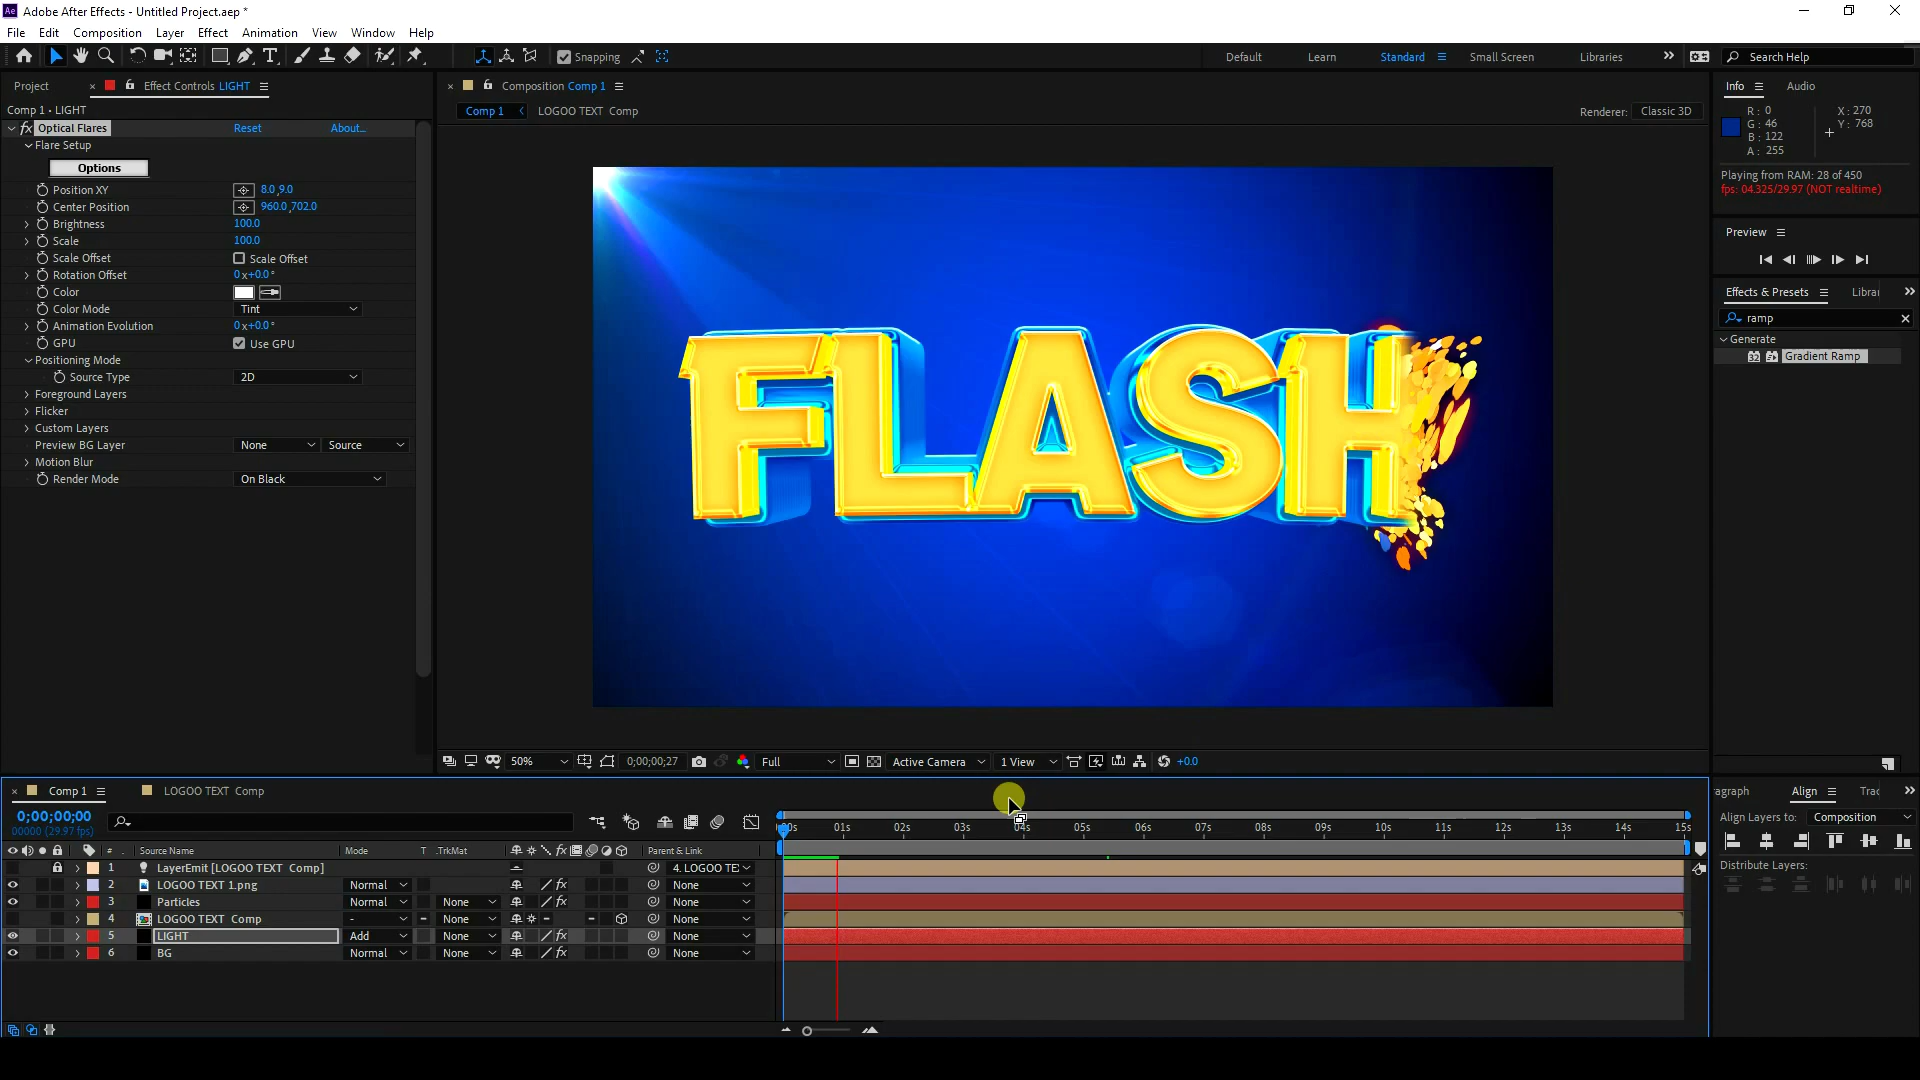 Adobe After Effects - Untitled Project.aep *
File Edit Composition Layer Effect Animation View Window Help
Snapping
Default Learn Standard Small Screen Libraries
Search Help
Project
Effect Controls LIGHT
Comp 1 • LIGHT
fx Optical Flares Reset About...
Flare Setup
Options
Position XY 8.0,9.0
Center Position 960.0,702.0
Brightness 100.0
Scale 100.0
Scale Offset Scale Offset
Rotation Offset 0x+0.0°
Color
Color Mode Tint
Animation Evolution 0x+0.0°
GPU Use GPU
Positioning Mode
Source Type 2D
Foreground Layers
Flicker
Custom Layers
Preview BG Layer None Source
Motion Blur
Render Mode On Black
Composition Comp 1
Comp 1 LOGOO TEXT Comp
Renderer: Classic 3D
FLASH
50% 0;00;00;27 Full Active Camera 1 View +0.0
Info Audio
R: 0
G: 46
B: 122
A: 255
X: 270
Y: 768
Playing from RAM: 28 of 450
fps: 04.325/29.97 (NOT realtime)
Preview
Effects & Presets Librar
ramp
Generate
Gradient Ramp
Comp 1 LOGOO TEXT Comp
0;00;00;00
00000 (29.97 fps)
00s 01s 02s 03s 04s 05s 06s 07s 08s 09s 10s 11s 12s 13s 14s 15s
# Source Name Mode T .TrkMat Parent & Link
1 LayerEmit [LOGOO TEXT Comp] 4. LOGOO TE
2 LOGOO TEXT 1.png Normal None
3 Particles Normal None None
4 LOGOO TEXT Comp - None None
5 LIGHT Add None None
6 BG Normal None None
aragraph Align Trac
Align Layers to: Composition
Distribute Layers: